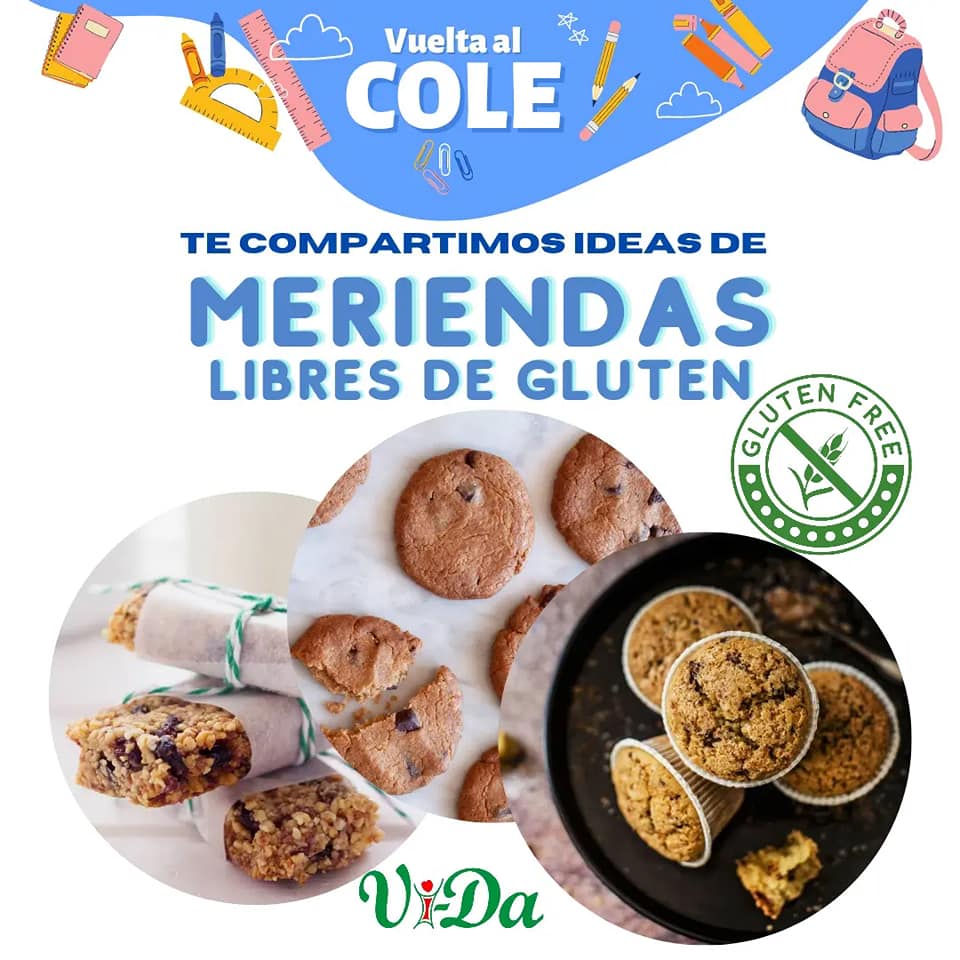 Vuelta al
COLE
TE COMPARTIMOS IDEAS DE
MERIENDAS
LIBRES DE GLUTEN
GLUTEN FREE
Vi-Da